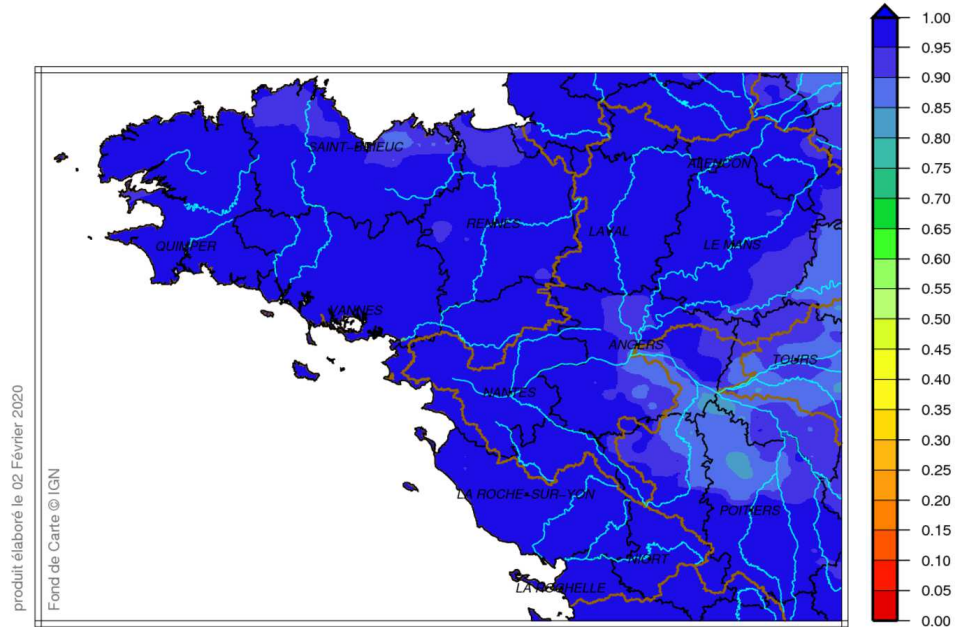 SAINT-BRIEUC
ALENCON
QUIMPER
RENNES
LAVAL
LE MANS
VANNES
ANGERS
TOURS
NANTES
LA ROCHE-SUR-YON
POITIERS
NIORT
LA ROCHELLE
produit élaboré le 02 Février 2020
Fond de Carte © IGN
1.00
0.95
0.90
0.85
0.80
0.75
0.70
0.65
0.60
0.55
0.50
0.45
0.40
0.35
0.30
0.25
0.20
0.15
0.10
0.05
0.00